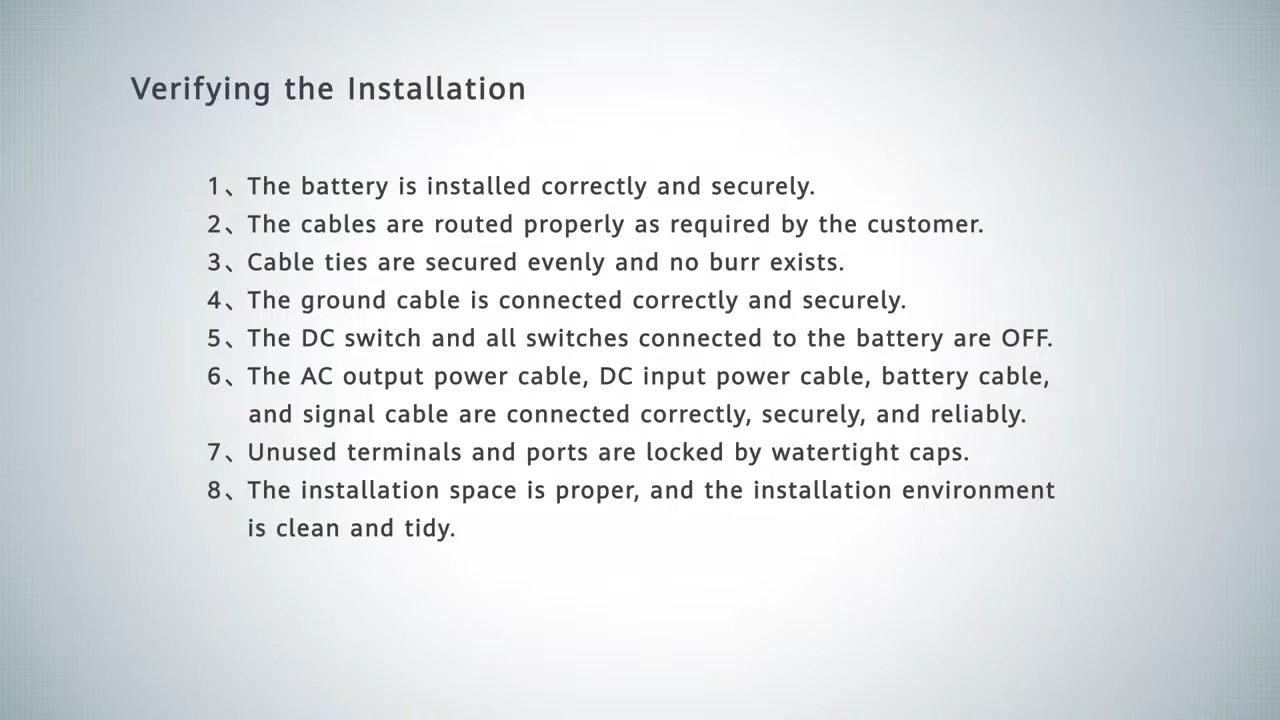 Verifying the Installation
1、The battery is installed correctly and securely.
2、The cables are routed properly as required by the customer.
3、Cable ties are secured evenly and no burr exists.
4、The ground cable is connected correctly and securely.
5、The DC switch and all switches connected to the battery are OFF.
6、The AC output power cable, DC input power cable, battery cable,
and signal cable are connected correctly, securely, and reliably.
7、Unused terminals and ports are locked by watertight caps.
8、The installation space is proper, and the installation environment
is clean and tidy.